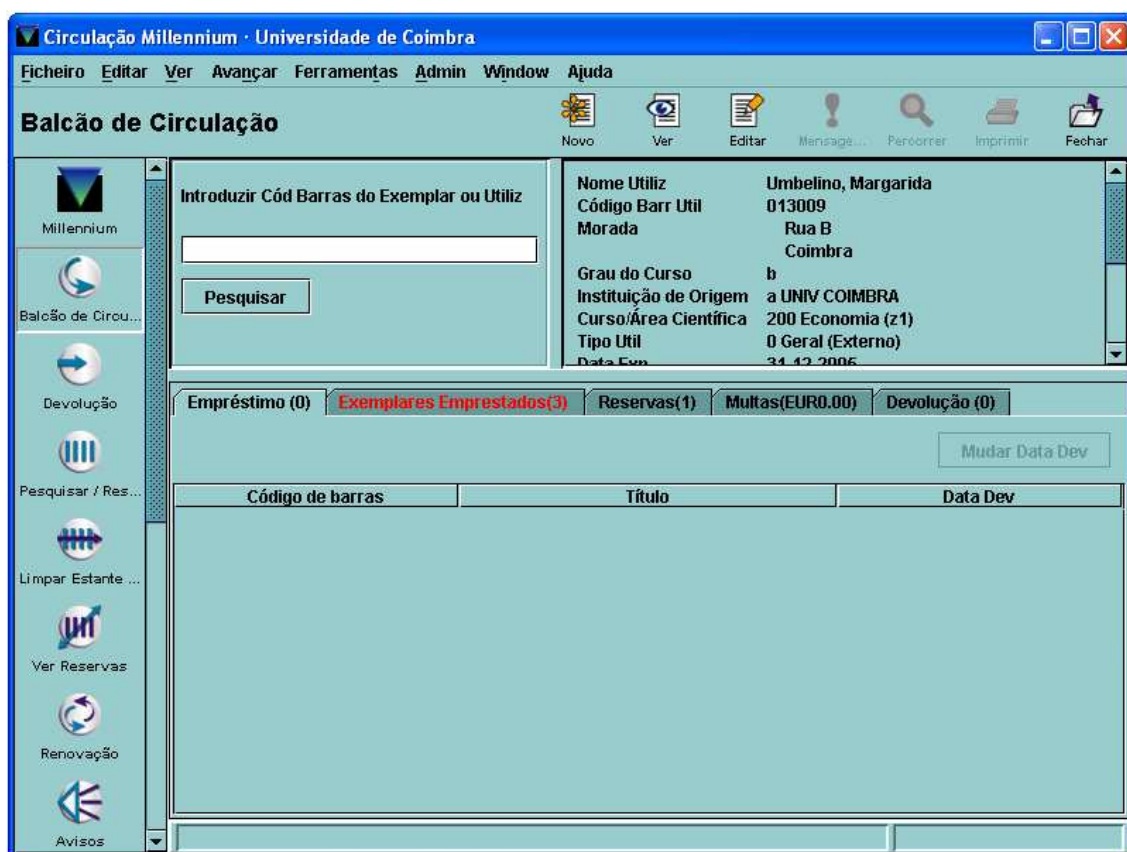 Circulação Millennium · Universidade de Coimbra
Ficheiro Editar Ver Avançar Ferramentas Admin Window Ajuda
Balcão de Circulação
Novo Ver Editar Mensage... Percorrer Imprimir Fechar
Millennium
Balcão de Circu...
Devolução
Pesquisar / Res...
Limpar Estante ...
Ver Reservas
Renovação
Avisos
Introduzir Cód Barras do Exemplar ou Utiliz
Pesquisar
Nome Utiliz Umbelino, Margarida
Código Barr Util 013009
Morada Rua B
Coimbra
Grau do Curso b
Instituição de Origem a UNIV COIMBRA
Curso/Área Científica 200 Economia (z1)
Tipo Util 0 Geral (Externo)
Data Exp 31-12-2006
Empréstimo (0) Exemplares Emprestados(3) Reservas(1) Multas(EUR0.00) Devolução (0)
Mudar Data Dev
Código de barras Título Data Dev